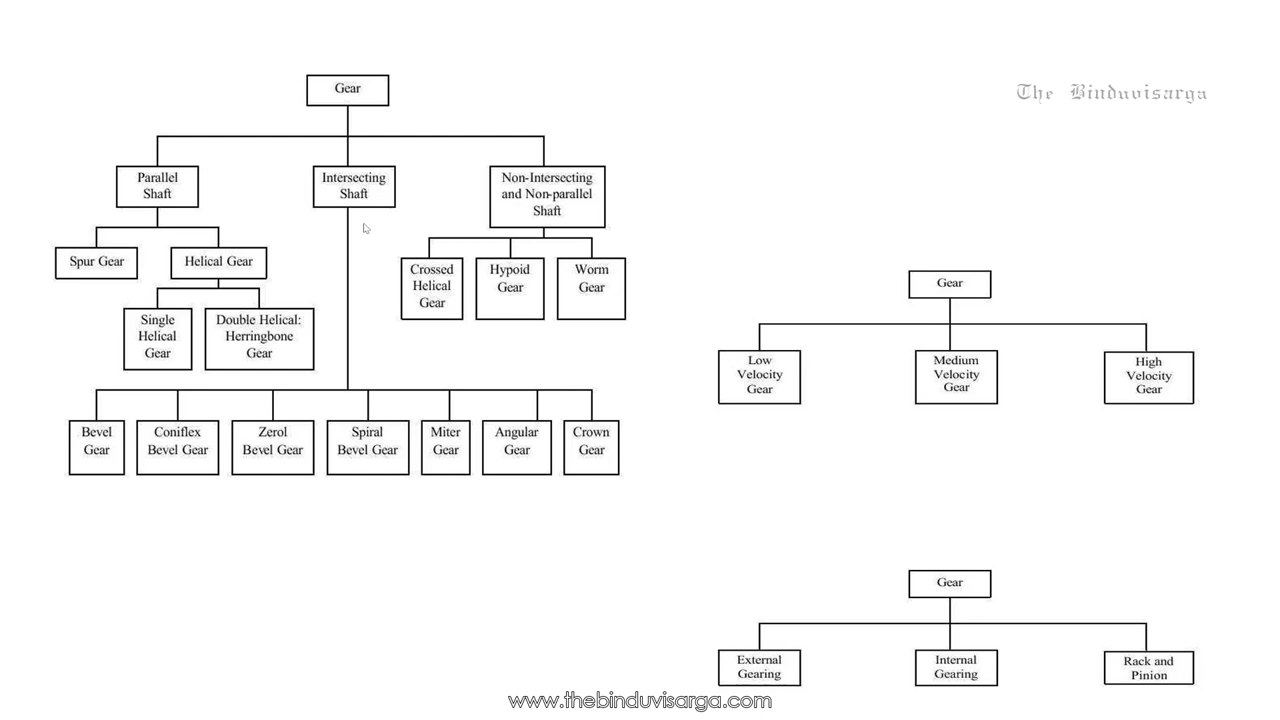 The Binduvisarga
Gear
Parallel
Shaft
Intersecting
Shaft
Non-Intersecting
and Non-parallel
Shaft
Spur Gear
Helical Gear
Crossed
Helical
Gear
Hypoid
Gear
Worm
Gear
Single
Helical
Gear
Double Helical:
Herringbone
Gear
Bevel
Gear
Coniflex
Bevel Gear
Zerol
Bevel Gear
Spiral
Bevel Gear
Miter
Gear
Angular
Gear
Crown
Gear
Gear
Low
Velocity
Gear
Medium
Velocity
Gear
High
Velocity
Gear
Gear
External
Gearing
Internal
Gearing
Rack and
Pinion
www.thebinduvisarga.com